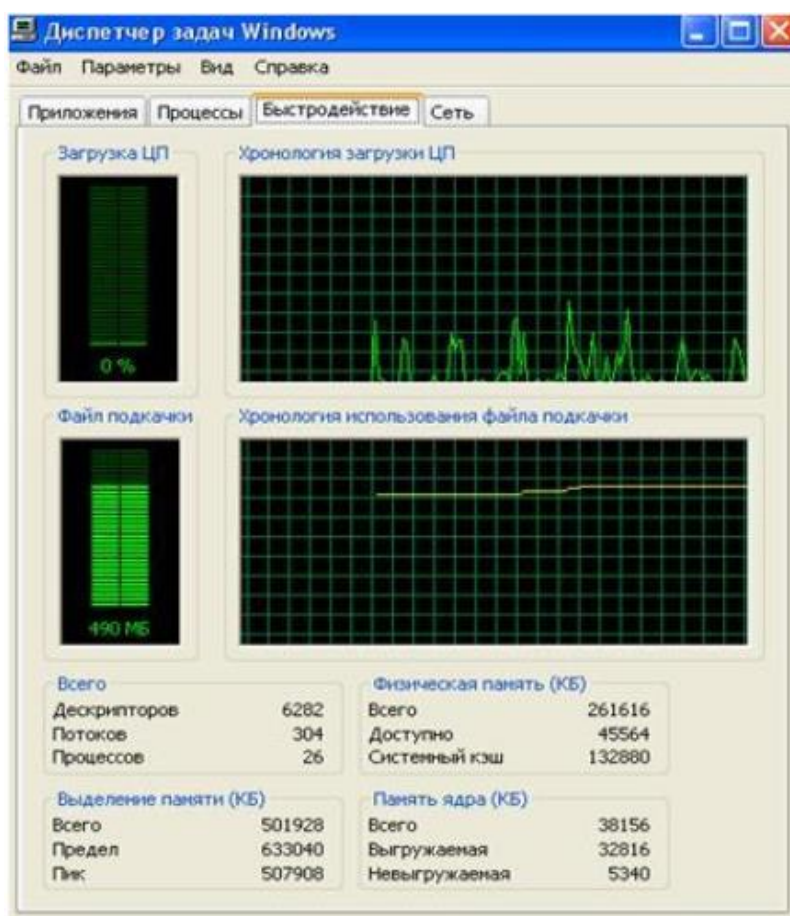 Диспетчер задач Windows
Файл Параметры Вид Справка
Приложения Процессы Быстродействие Сеть
Загрузка ЦП
Хронология загрузки ЦП
0 %
Файл подкачки
Хронология использования файла подкачки
490 МБ
Всего
Дескрипторов 6282
Потоков 304
Процессов 26
Физическая память (КБ)
Всего 261616
Доступно 45564
Системный кэш 132880
Выделение памяти (КБ)
Всего 501928
Предел 633040
Пик 507908
Память ядра (КБ)
Всего 38156
Выгружаемая 32816
Невыгружаемая 5340